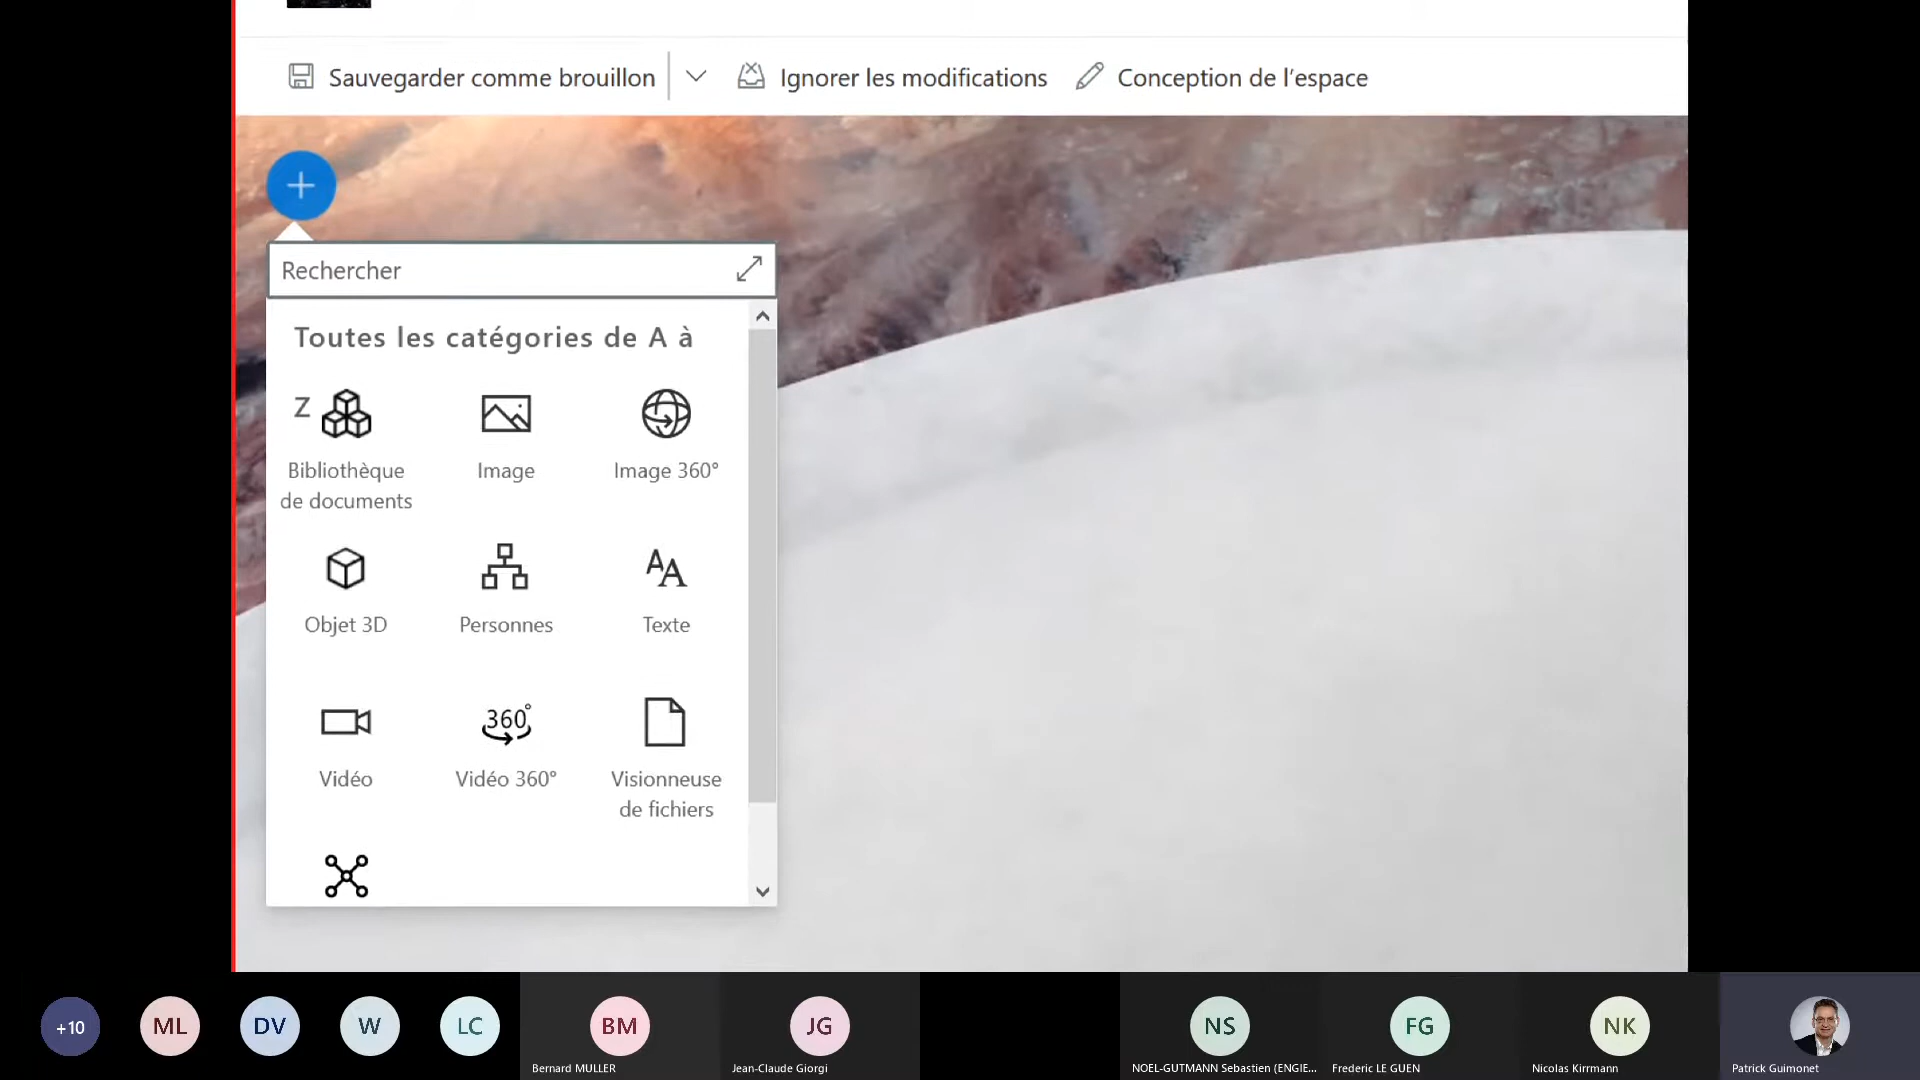 Sauvegarder comme brouillon
Ignorer les modifications
Conception de l'espace
Rechercher
Toutes les catégories de A à
Z
Bibliothèque
de documents
Image
Image 360°
Objet 3D
Personnes
AA
Texte
Vidéo
360°
Vidéo 360°
Visionneuse
de fichiers
+10
ML
DV
W
LC
BM
Bernard MULLER
JG
Jean-Claude Giorgi
NS
NOEL-GUTMANN Sebastien (ENGIE...
FG
Frederic LE GUEN
NK
Nicolas Kirrmann
Patrick Guimonet